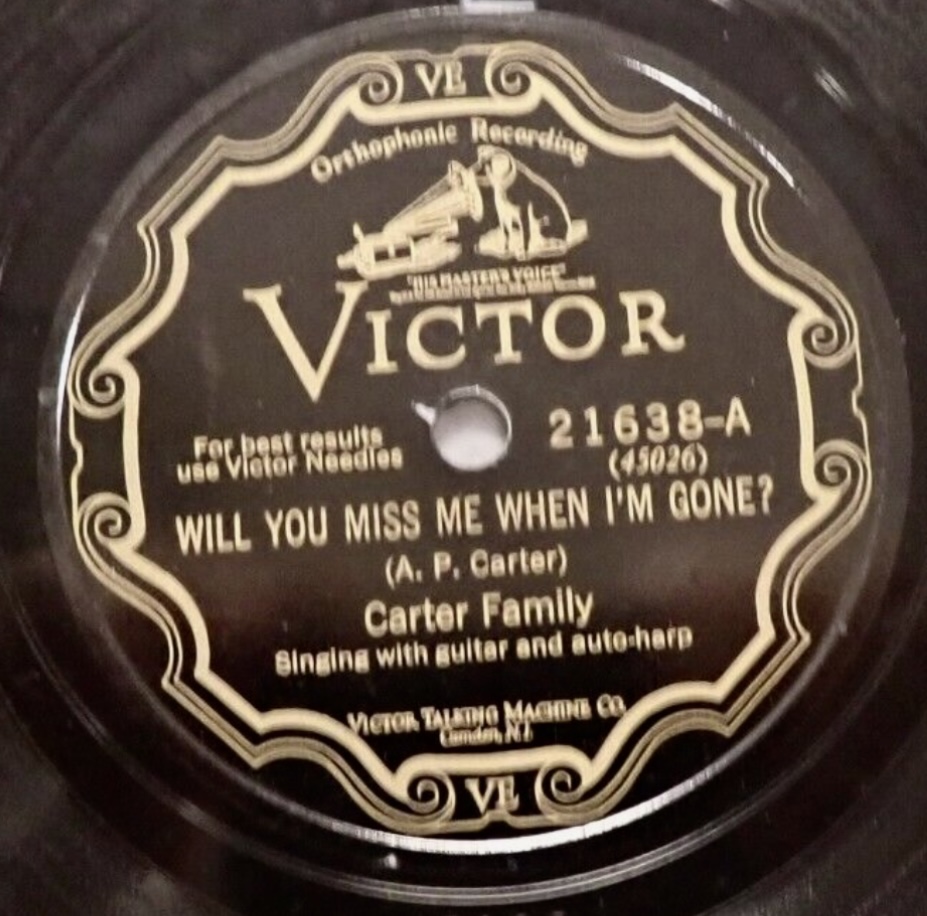 VE
Orthophonic Recording
"HIS MASTER'S VOICE"
VICTOR
For best results
use Victor Needles
21638-A
(45026)
WILL YOU MISS ME WHEN I'M GONE?
(A. P. Carter)
Carter Family
Singing with guitar and auto-harp
VICTOR TALKING MACHINE CO.
Camden, N.J.
VE